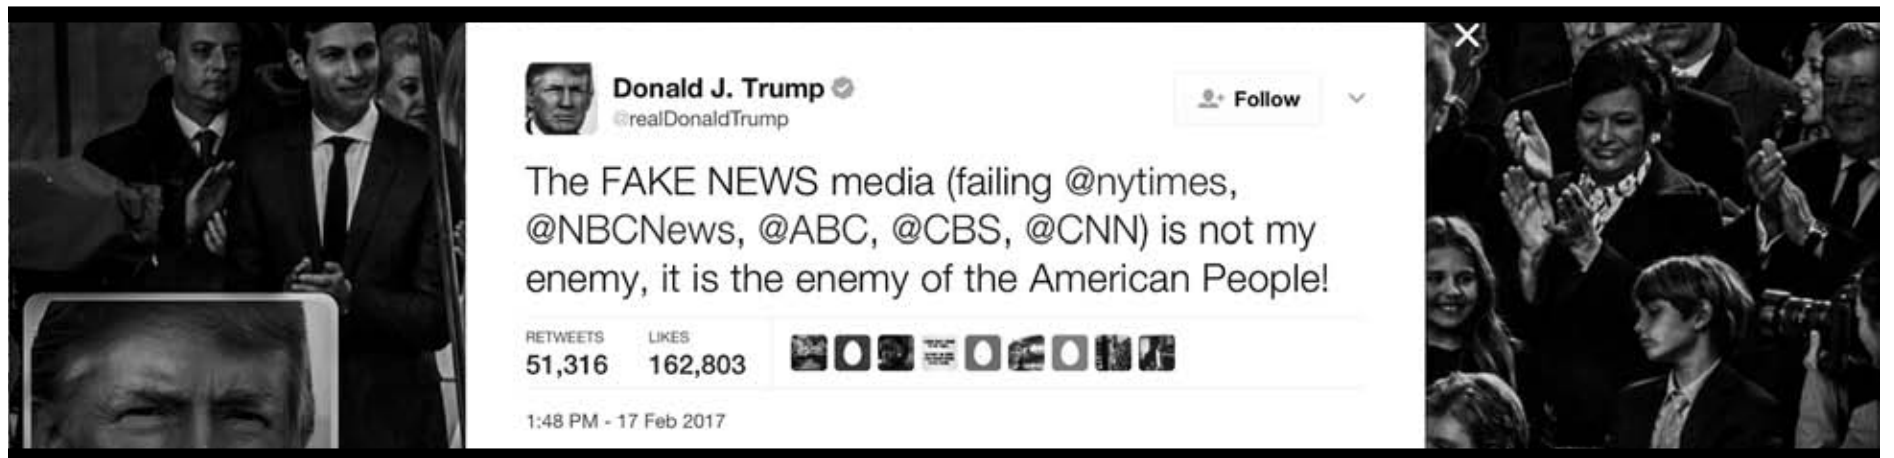 Donald J. Trump
@realDonaldTrump
Follow
The FAKE NEWS media (failing @nytimes,
@NBCNews, @ABC, @CBS, @CNN) is not my
enemy, it is the enemy of the American People!
RETWEETS LIKES
51,316 162,803
1:48 PM - 17 Feb 2017